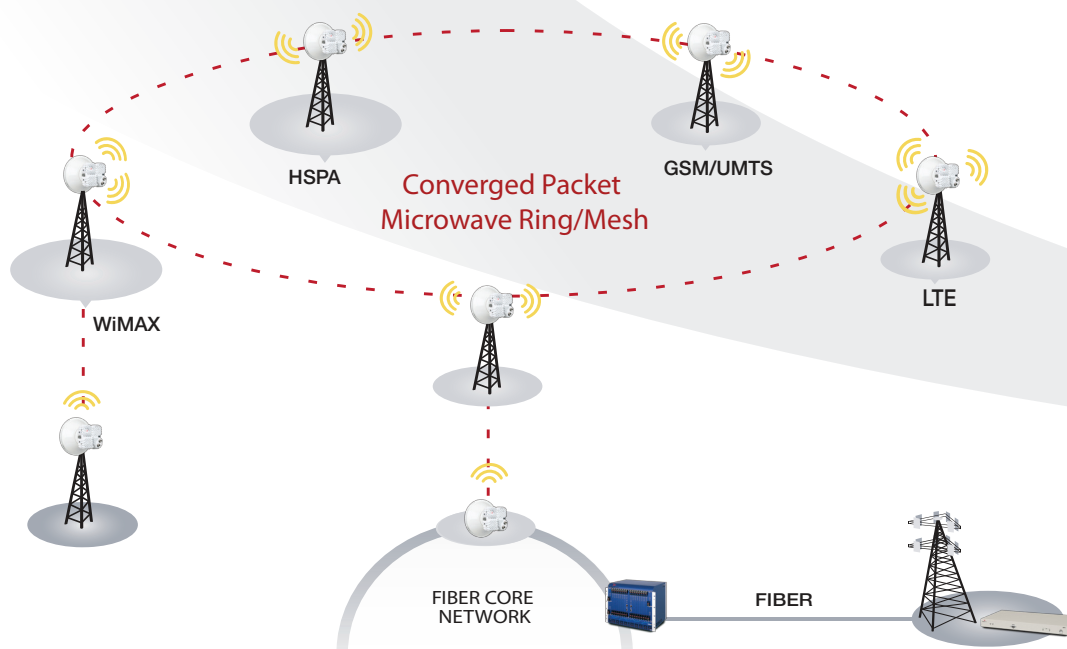 HSPA
GSM/UMTS
Converged Packet
Microwave Ring/Mesh
LTE
WiMAX
FIBER CORE
NETWORK
FIBER